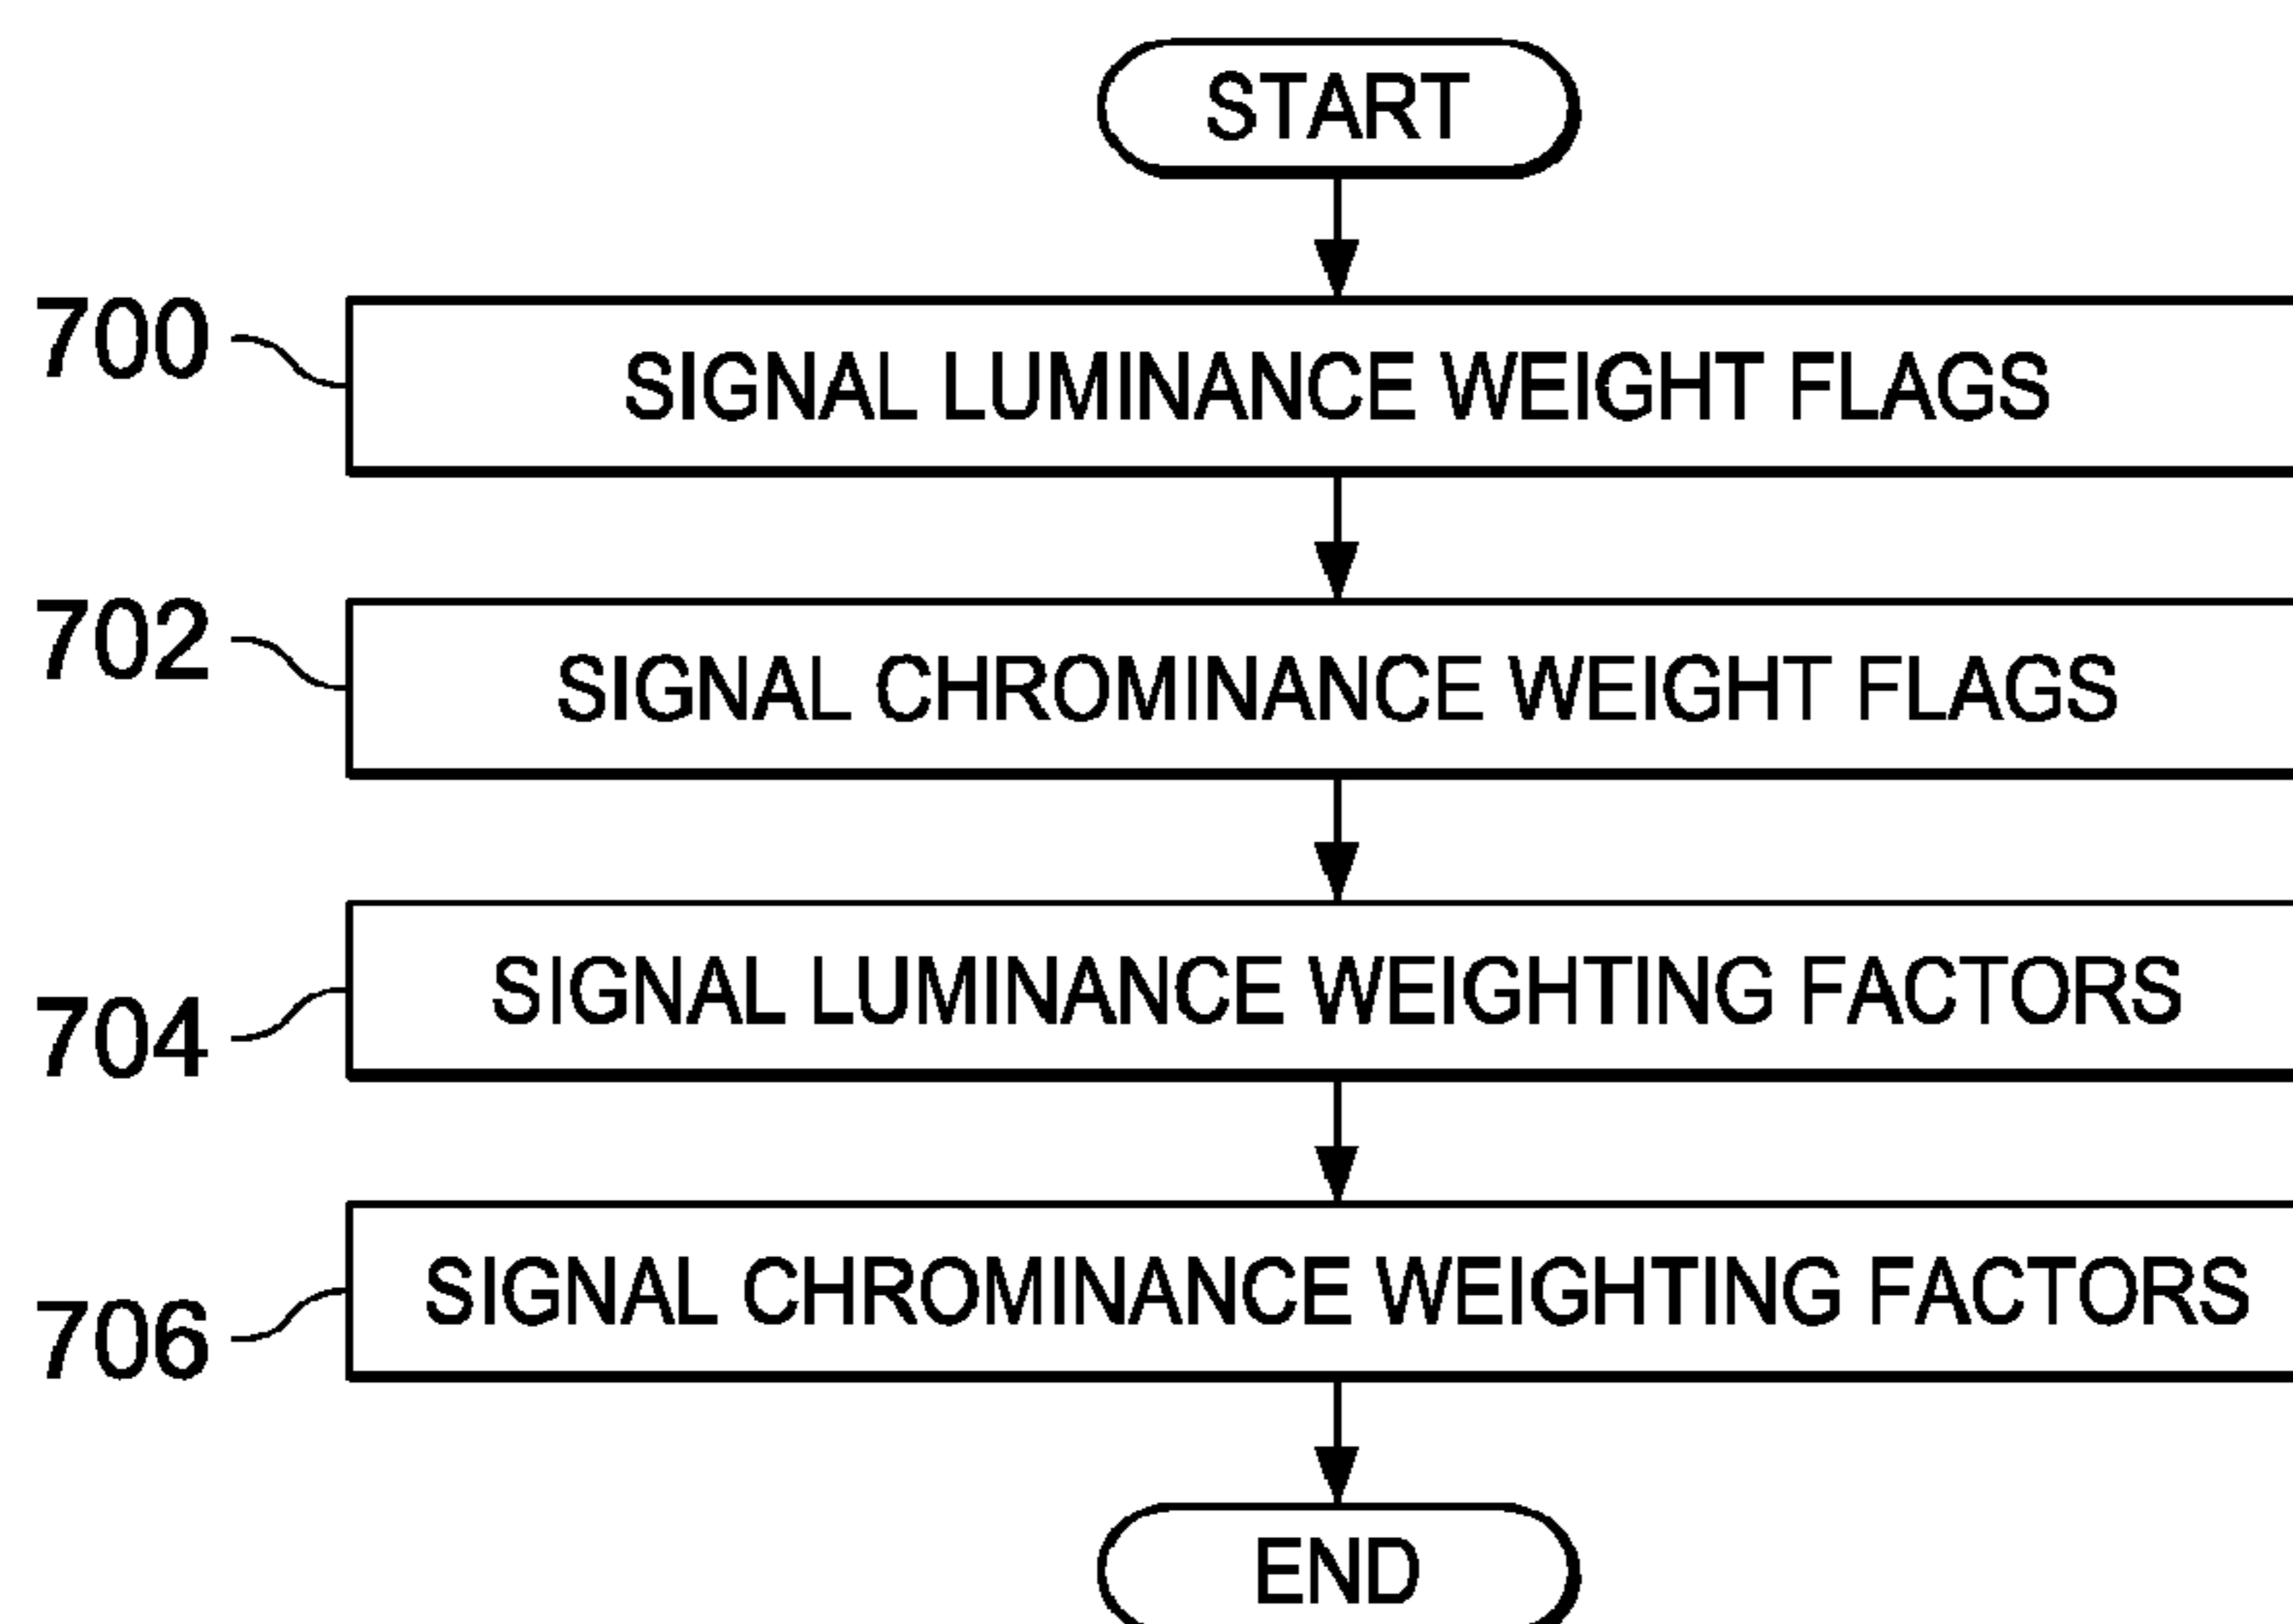 START
700
SIGNAL LUMINANCE WEIGHT FLAGS
702
SIGNAL CHROMINANCE WEIGHT FLAGS
704
SIGNAL LUMINANCE WEIGHTING FACTORS
706
SIGNAL CHROMINANCE WEIGHTING FACTORS
END